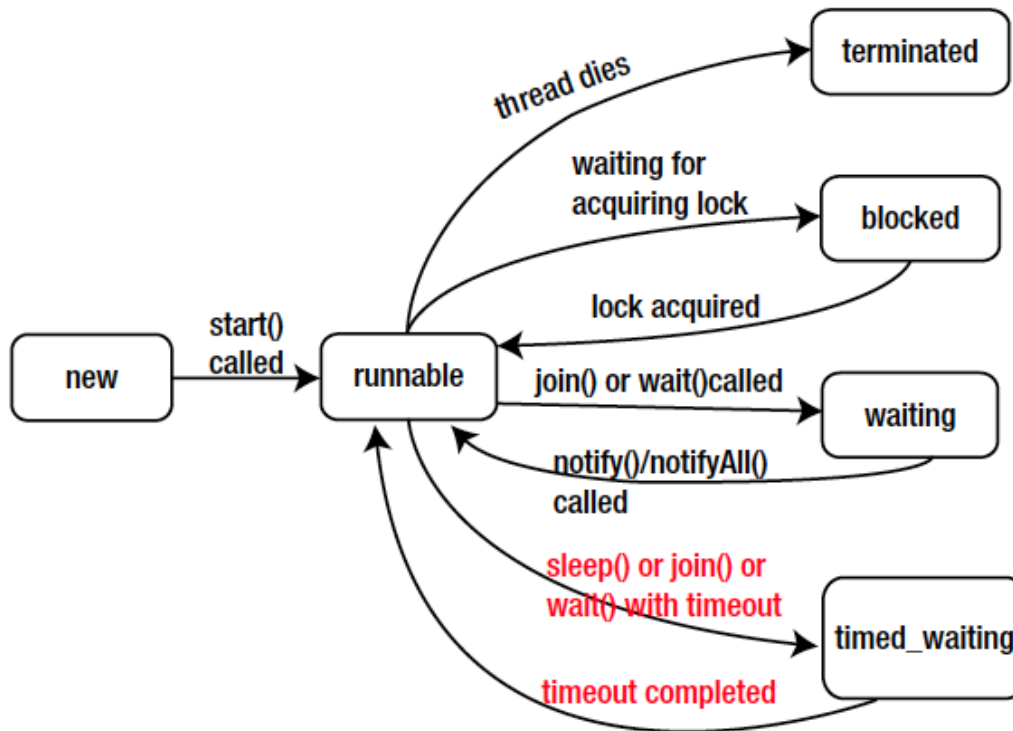 terminated
thread dies
waiting for
acquiring lock
blocked
lock acquired
start()
called
new
runnable
join() or wait()called
waiting
notify()/notifyAll()
called
sleep() or join() or
wait() with timeout
timed_waiting
timeout completed